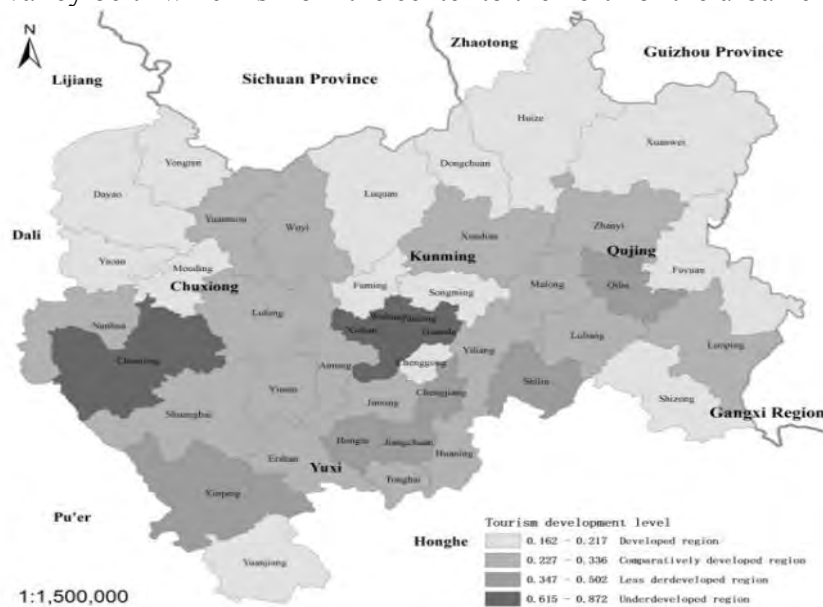 N
Zhaotong
Guizhou Province
Lijiang
Sichuan Province
Huize
Xuanwei
Yongren
Dongchuan
Dayao
Luquan
Yuanmou
Wuyi
Zhanyi
Xundian
Dali
Kunming
Qujing
Yaoan
Mouding
Fuyuan
Chuxiong
Fuming
Songming
Malong
Qilin
Nanhua
Lufeng
Xishan
Guandu
Luliang
Luoping
Chuxiong
Anning
Chenggong
Yiliang
Yimen
Jinning
Chengjiang
Shilin
Shizong
Shuangbai
Gangxi Region
Hongta
Jiangchuan
Huaning
Eshan
Yuxi
Tonghai
Xinping
Pu'er
Honghe
Yuanjiang
Tourism development level
0.162 - 0.217 Developed region
0.227 - 0.336 Comparatively developed region
0.347 - 0.502 Less derdeveloped region
0.615 - 0.872 Underdeveloped region
1:1,500,000